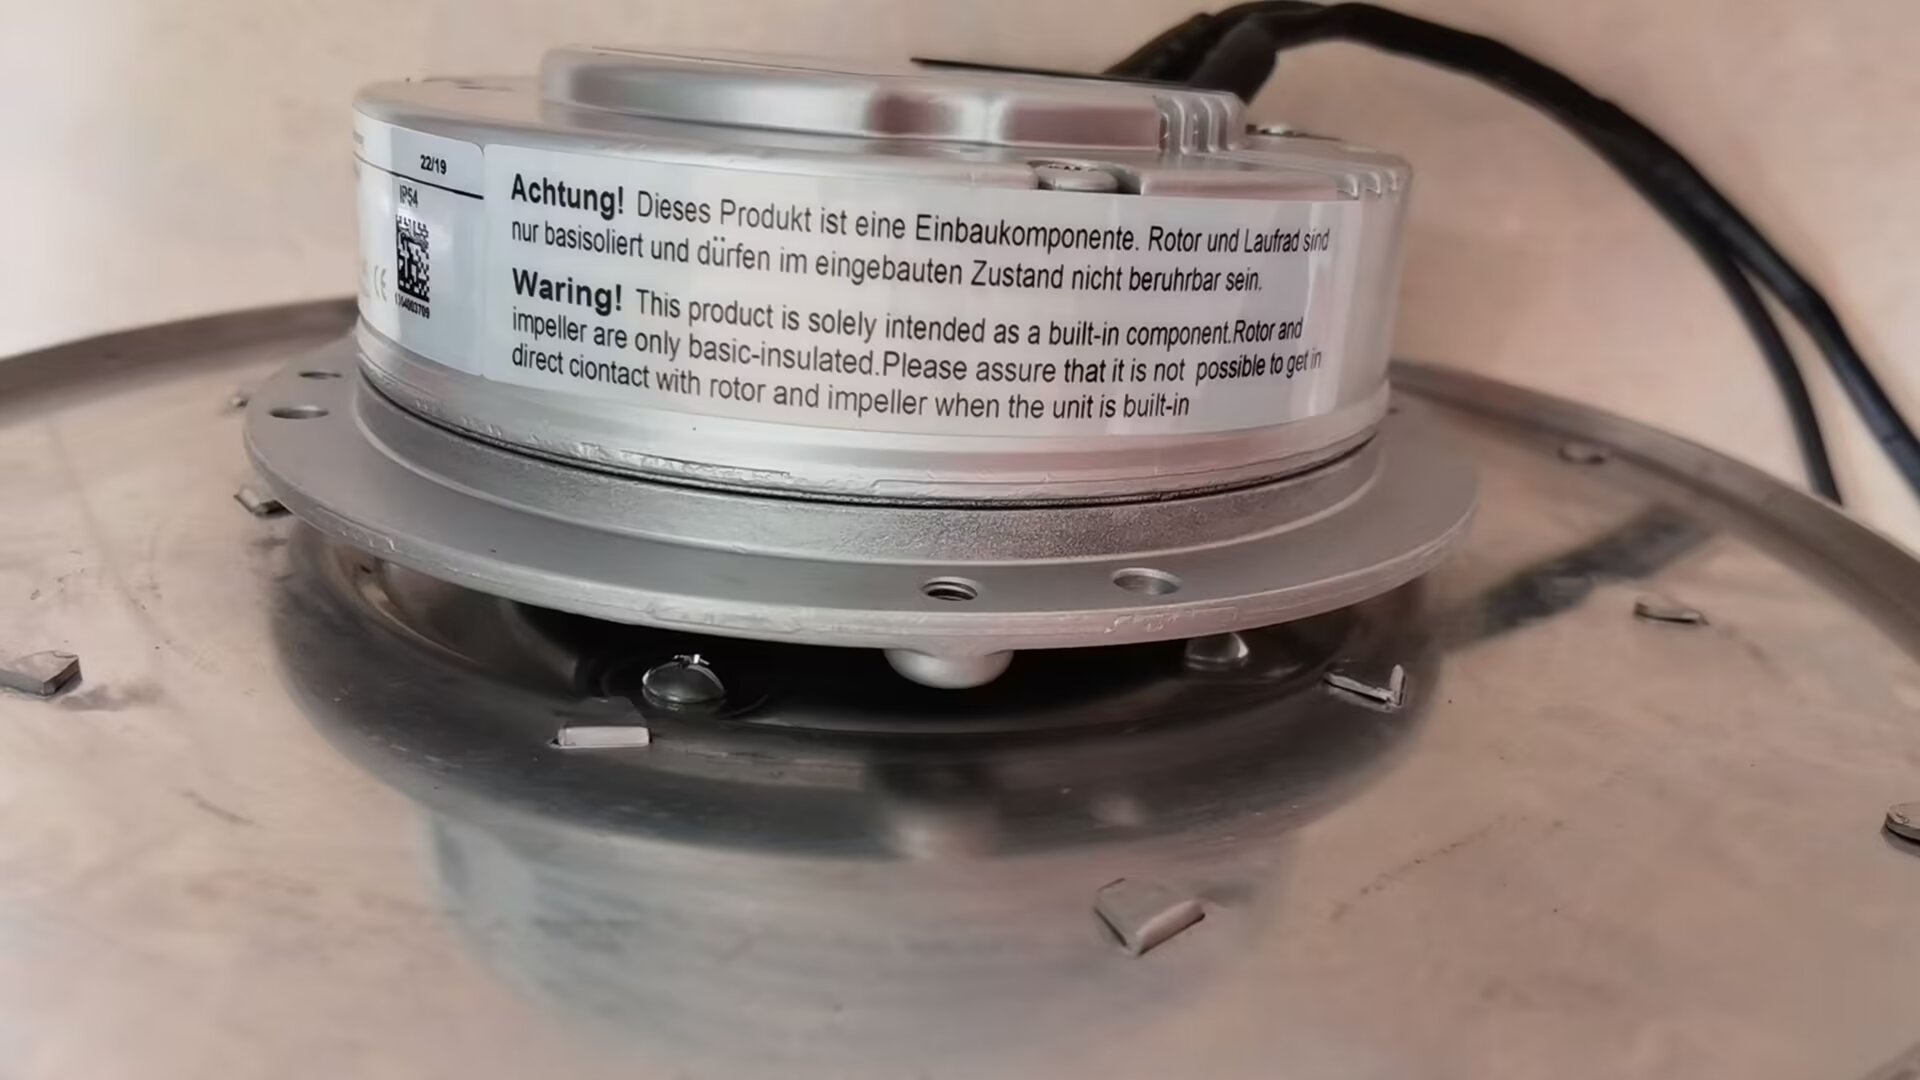 22/19
IP54
CE
Achtung! Dieses Produkt ist eine Einbaukomponente. Rotor und Laufrad sind
nur basisoliert und dürfen im eingebauten Zustand nicht beruhrbar sein.
Waring! This product is solely intended as a built-in component.Rotor and
impeller are only basic-insulated.Please assure that it is not possible to get in
direct ciontact with rotor and impeller when the unit is built-in